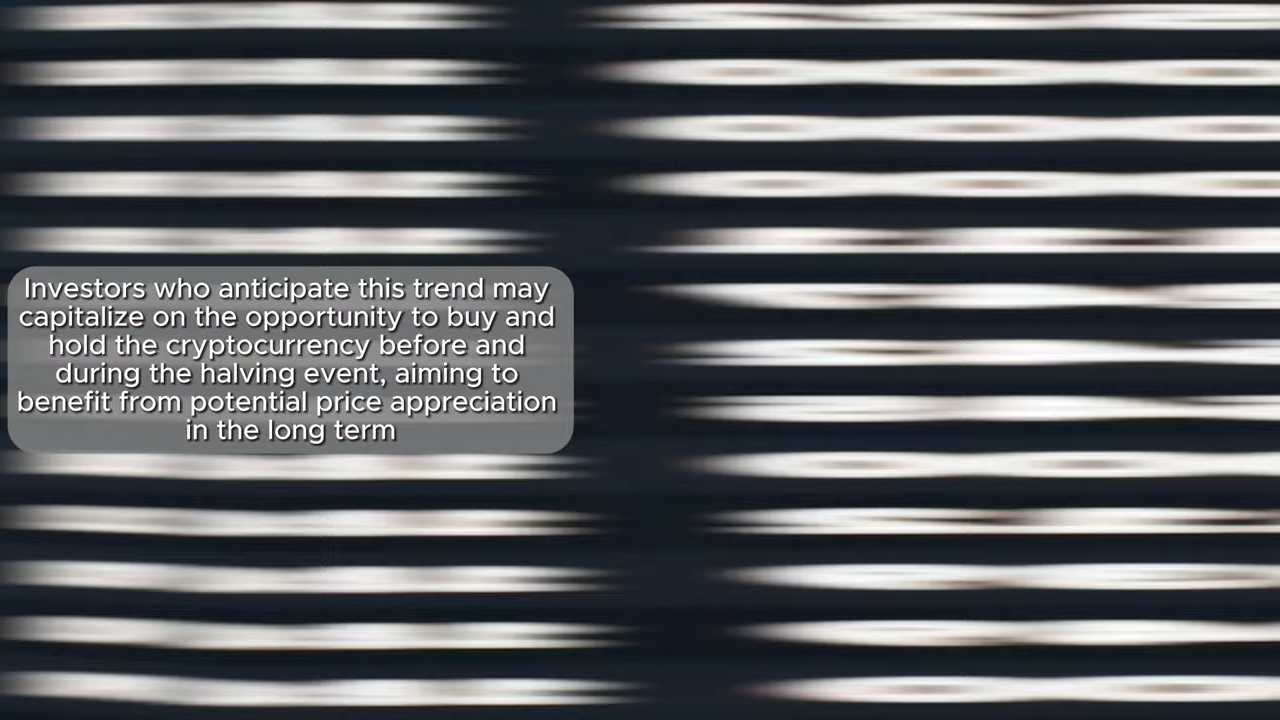 Investors who anticipate this trend may
capitalize on the opportunity to buy and
hold the cryptocurrency before and
during the halving event, aiming to
benefit from potential price appreciation
in the long term